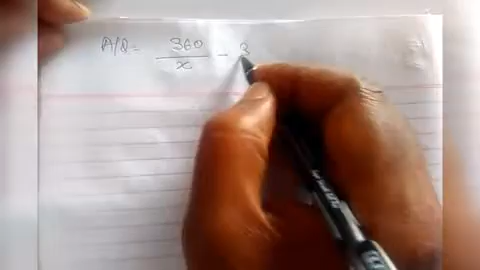 A/Q = 360/x - 3